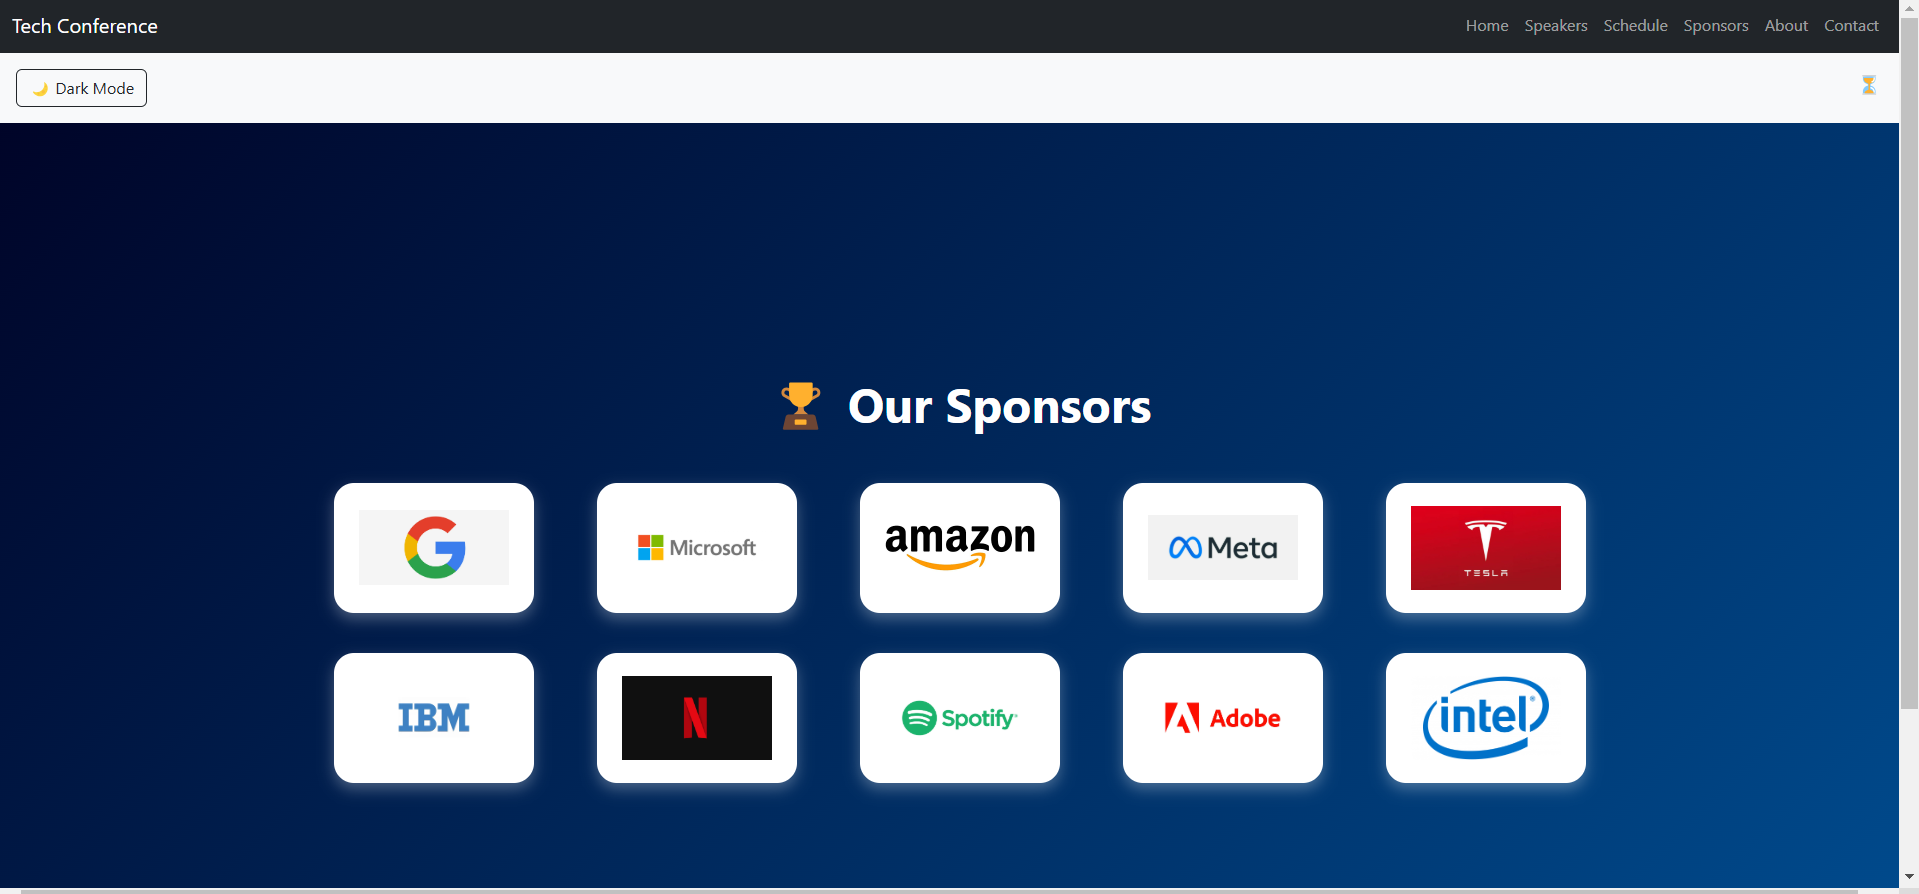 Tech Conference
Home Speakers Schedule Sponsors About Contact
Dark Mode
Our Sponsors
Microsoft
amazon
Meta
TESLA
IBM
N
Spotify
Adobe
intel